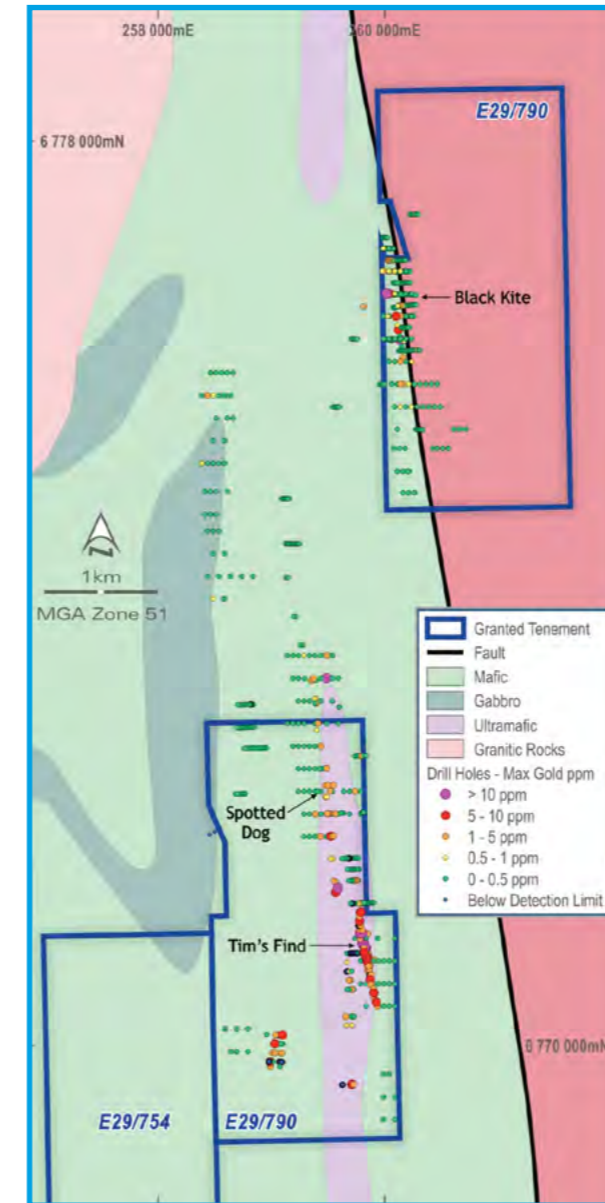 258 000mE
260 000mE
E29/790
6 778 000mN
Black Kite
N
1km
MGA Zone 51
Granted Tenement
Fault
Mafic
Gabbro
Ultramafic
Granitic Rocks
Drill Holes - Max Gold ppm
> 10 ppm
5 - 10 ppm
1 - 5 ppm
0.5 - 1 ppm
0 - 0.5 ppm
Below Detection Limit
Spotted
Dog
Tim's Find
6 770 000mN
E29/754
E29/790